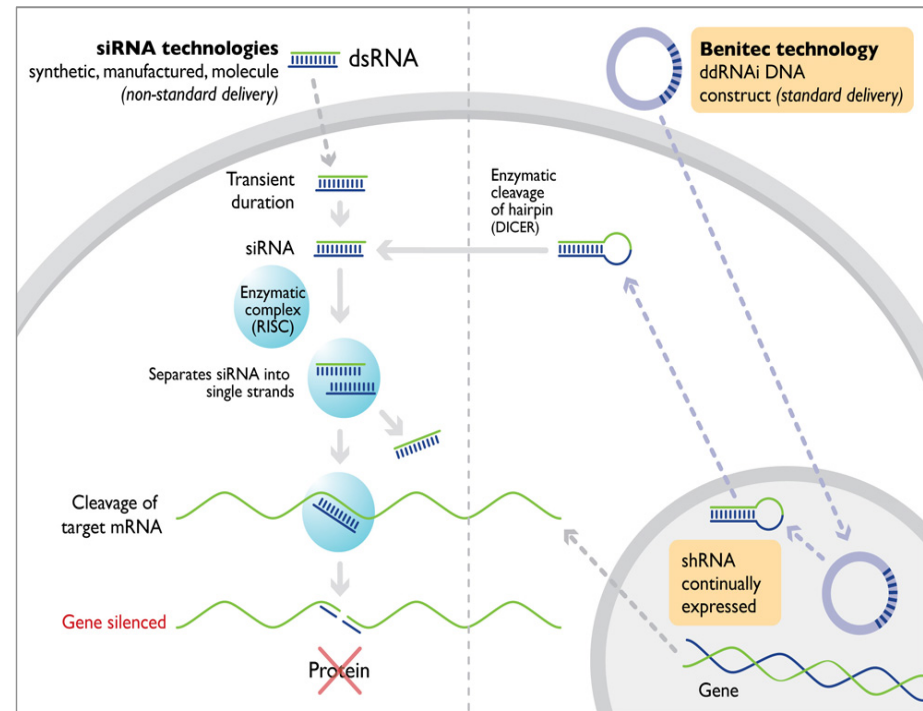 siRNA technologies
synthetic, manufactured, molecule
(non-standard delivery)
dsRNA
Benitec technology
ddRNAi DNA
construct (standard delivery)
Transient
duration
Enzymatic
cleavage
of hairpin
(DICER)
siRNA
Enzymatic
complex
(RISC)
Separates siRNA into
single strands
Cleavage of
target mRNA
shRNA
continually
expressed
Gene silenced
Protein
Gene